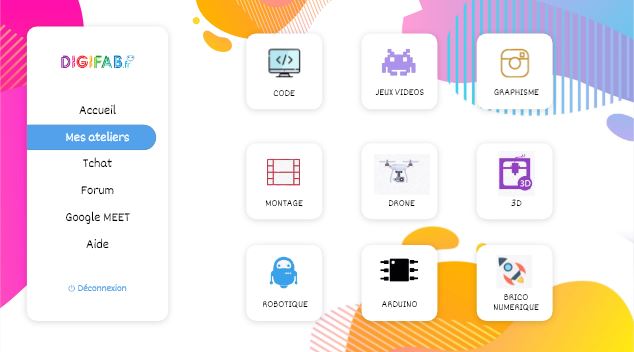 DIGIFAB.fr
Accueil
Mes ateliers
Tchat
Forum
Google MEET
Aide
Déconnexion
CODE
JEUX VIDEOS
GRAPHISME
MONTAGE
DRONE
3D
3D
ROBOTIQUE
ARDUINO
BRICO
NUMERIQUE